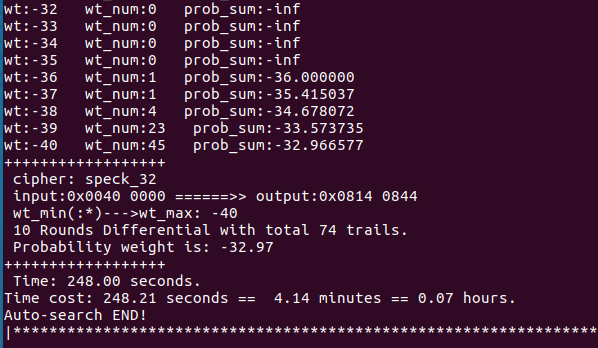 wt:-32 wt_num:0 prob_sum:-inf
wt:-33 wt_num:0 prob_sum:-inf
wt:-34 wt_num:0 prob_sum:-inf
wt:-35 wt_num:0 prob_sum:-inf
wt:-36 wt_num:1 prob_sum:-36.000000
wt:-37 wt_num:1 prob_sum:-35.415037
wt:-38 wt_num:4 prob_sum:-34.678072
wt:-39 wt_num:23 prob_sum:-33.573735
wt:-40 wt_num:45 prob_sum:-32.966577
++++++++++++++++++
cipher: speck_32
input:0x0040 0000 ======>> output:0x0814 0844
wt_min(:*)--->wt_max: -40
10 Rounds Differential with total 74 trails.
Probability weight is: -32.97
++++++++++++++++++
Time: 248.00 seconds.
Time cost: 248.21 seconds == 4.14 minutes == 0.07 hours.
Auto-search END!
|*****************************************************************